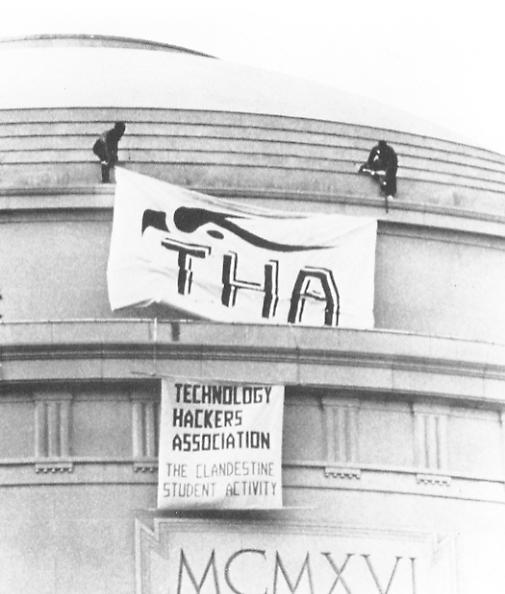 THA
TECHNOLOGY
HACKERS
ASSOCIATION
THE CLANDESTINE
STUDENT ACTIVITY
MCMXVI